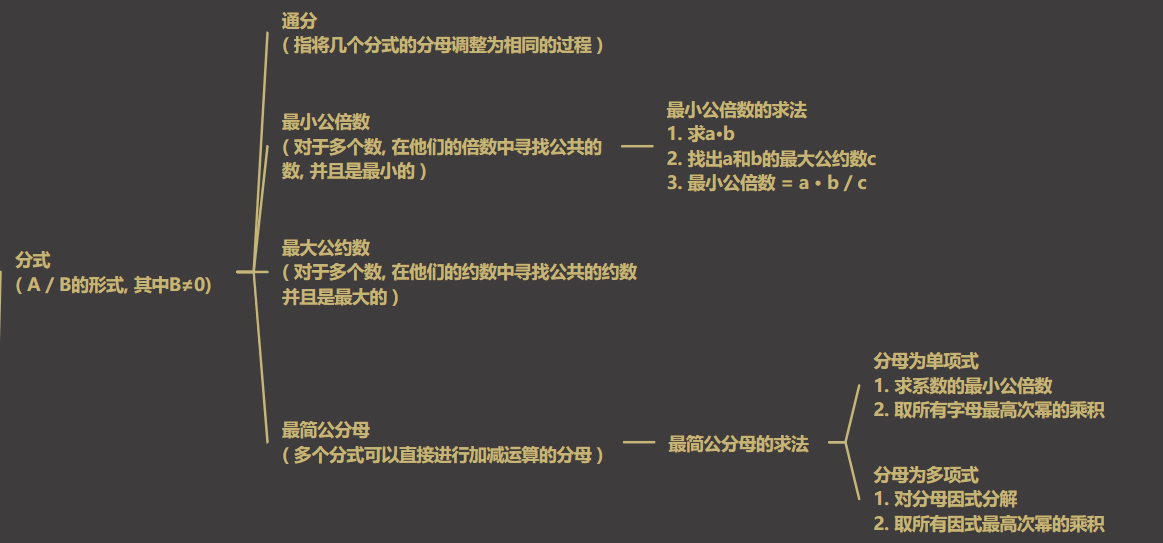 通分
( 指将几个分式的分母调整为相同的过程 )
最小公倍数
( 对于多个数, 在他们的倍数中寻找公共的
数, 并且是最小的 )
最小公倍数的求法
1. 求a•b
2. 找出a和b的最大公约数c
3. 最小公倍数 = a • b / c
分式
( A / B的形式, 其中B≠0)
最大公约数
( 对于多个数, 在他们的约数中寻找公共的约数
并且是最大的 )
最简公分母
( 多个分式可以直接进行加减运算的分母 )
最简公分母的求法
分母为单项式
1. 求系数的最小公倍数
2. 取所有字母最高次幂的乘积
分母为多项式
1. 对分母因式分解
2. 取所有因式最高次幂的乘积